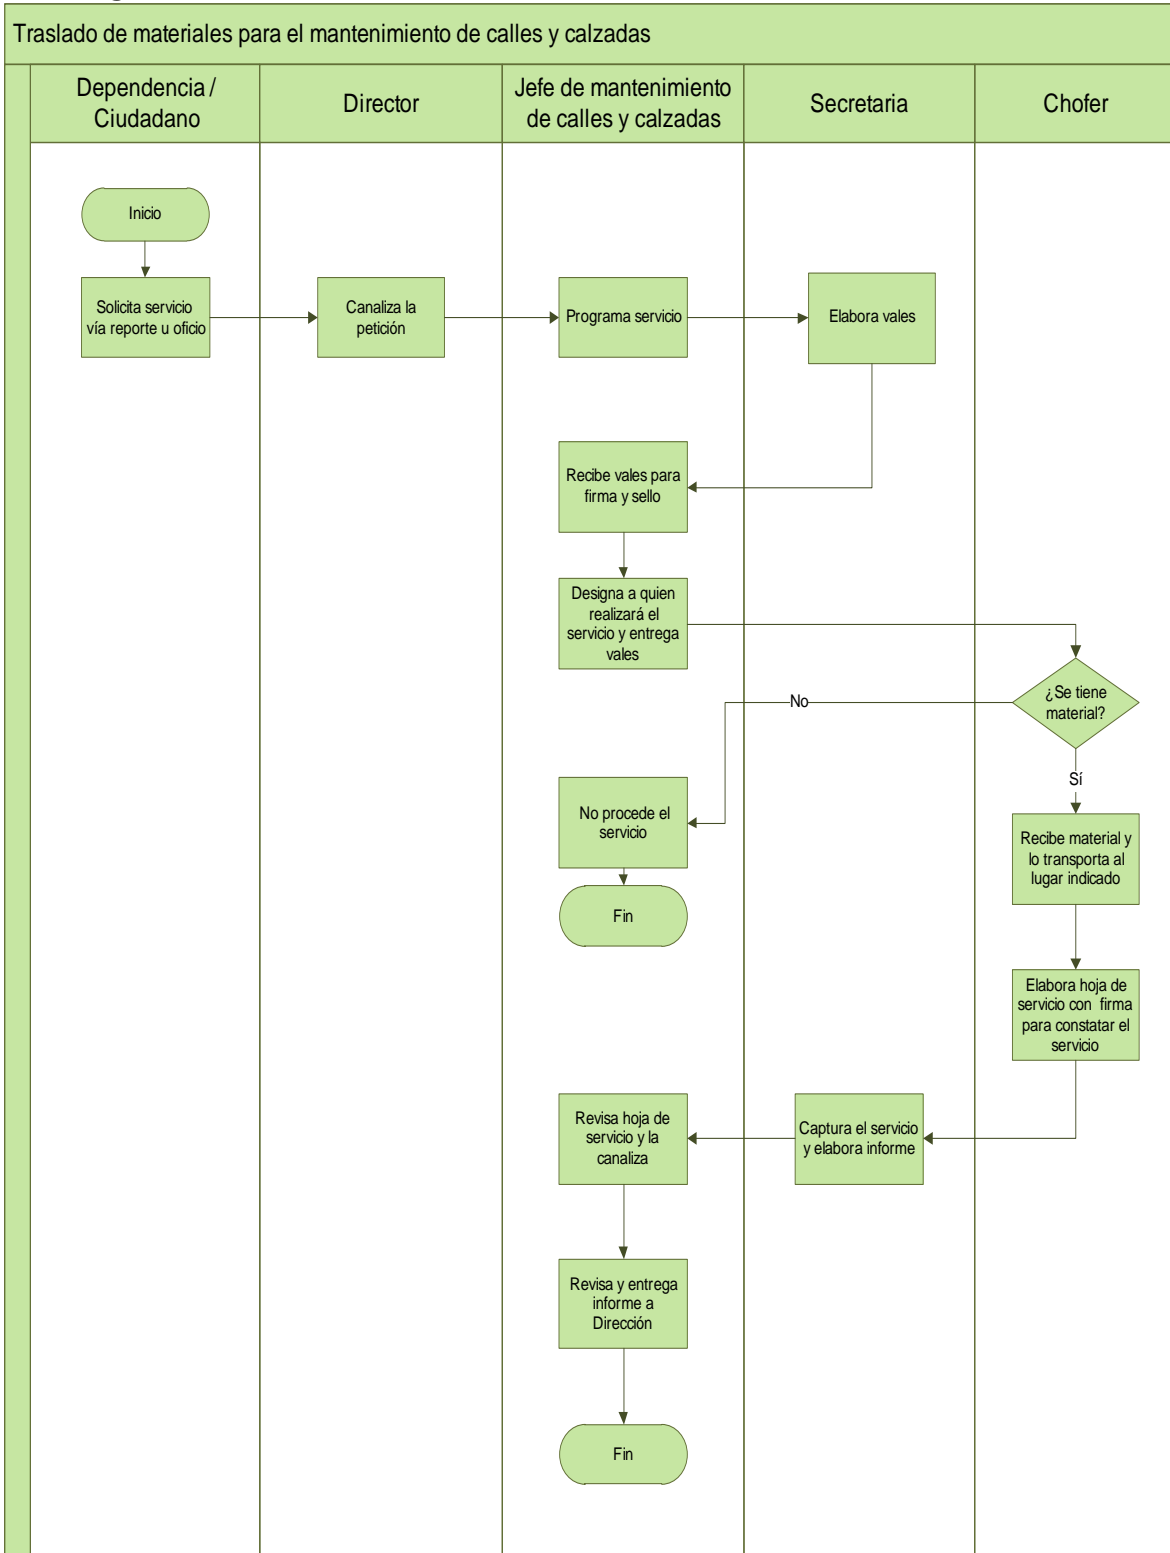 Traslado de materiales para el mantenimiento de calles y calzadas
Dependencia /
Ciudadano
Director
Jefe de mantenimiento
de calles y calzadas
Secretaria
Chofer
Inicio
Solicita servicio
vía reporte u oficio
Canaliza la
petición
Programa servicio
Elabora vales
Recibe vales para
firma y sello
Designa a quien
realizará el
servicio y entrega
vales
¿Se tiene
material?
No
Sí
No procede el
servicio
Recibe material y
lo transporta al
lugar indicado
Fin
Elabora hoja de
servicio con firma
para constatar el
servicio
Captura el servicio
y elabora informe
Revisa hoja de
servicio y la
canaliza
Revisa y entrega
informe a
Dirección
Fin